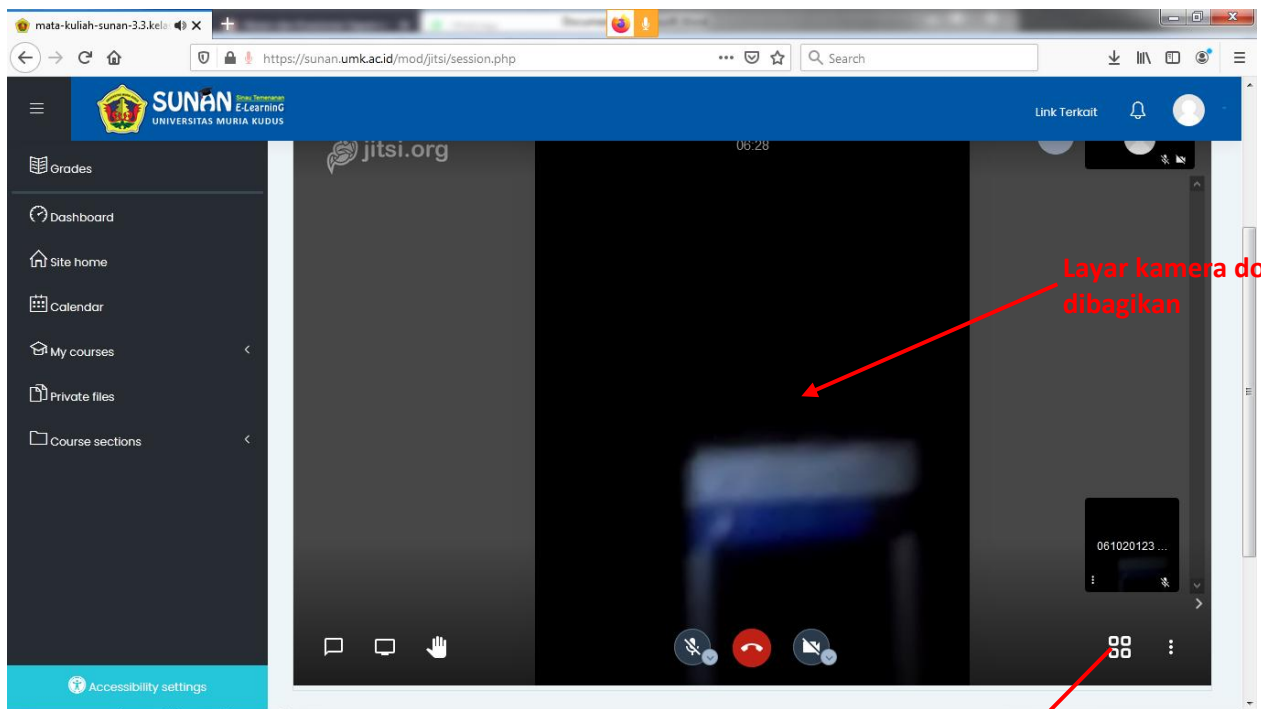 mata-kuliah-sunan-3.3.kela
https://sunan.umk.ac.id/mod/jitsi/session.php
Search
SUNAN Sinau Temenanan
E-Learning
UNIVERSITAS MURIA KUDUS
Link Terkait
Grades
Dashboard
Site home
Calendar
My courses
Private files
Course sections
Accessibility settings
jitsi.org
06:28
Layar kamera do
dibagikan
061020123 ...